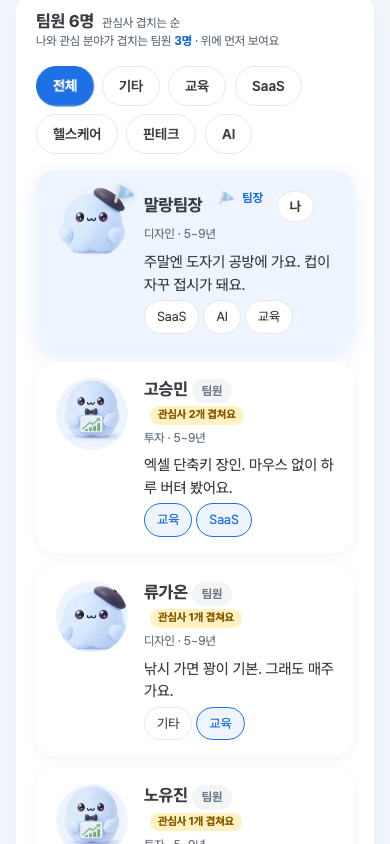 팀원 6명 관심사 겹치는 순
나와 관심 분야가 겹치는 팀원 3명 · 위에 먼저 보여요
전체 기타 교육 SaaS
헬스케어 핀테크 AI
말랑팀장 팀장 나
디자인 · 5~9년
주말엔 도자기 공방에 가요. 컵이
자꾸 접시가 돼요.
SaaS AI 교육
고승민 팀원
관심사 2개 겹쳐요
투자 · 5~9년
엑셀 단축키 장인. 마우스 없이 하
루 버텨 봤어요.
교육 SaaS
류가온 팀원
관심사 1개 겹쳐요
디자인 · 5~9년
낚시 가면 꽝이 기본. 그래도 매주
가요.
기타 교육
노유진 팀원
관심사 1개 겹쳐요
투자 · 5~9년